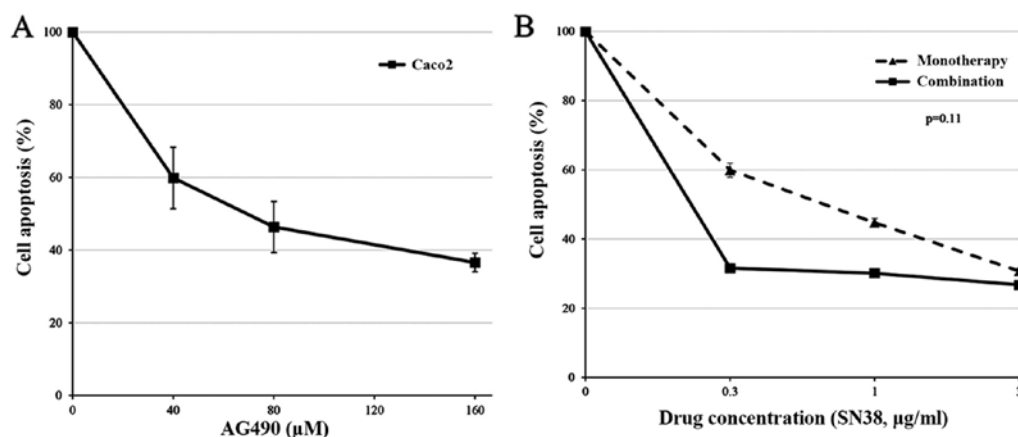 A
100
80
60
40
20
0
Cell apoptosis (%)
Caco2
0 40 80 120 160
AG490 (μM)
B
100
80
60
40
20
0
Cell apoptosis (%)
Monotherapy
Combination
p=0.11
0 0.3 1
Drug concentration (SN38, μg/ml)